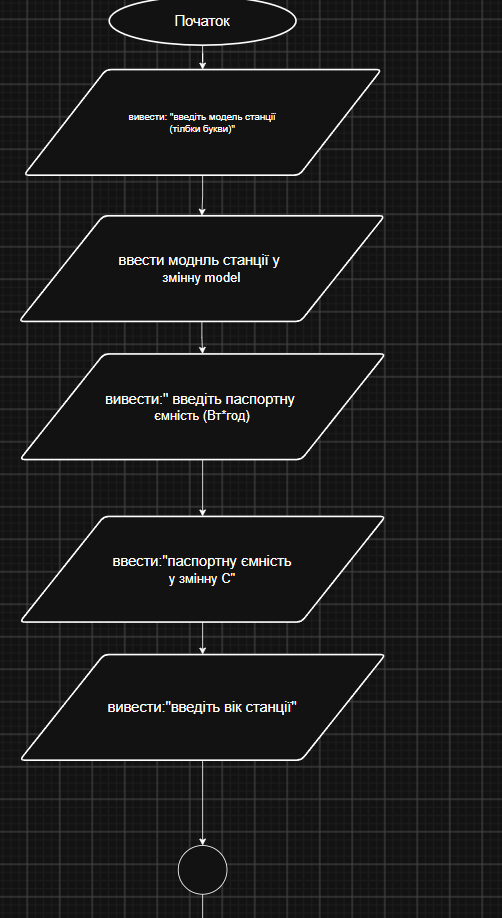 Початок
вивести: "введіть модель станції
(тілбки букви)"
ввести моднль станції у
змінну model
вивести:" введіть паспортну
ємність (Вт*год)
ввести:"паспортну ємність
у змінну C"
вивести:"введіть вік станції"